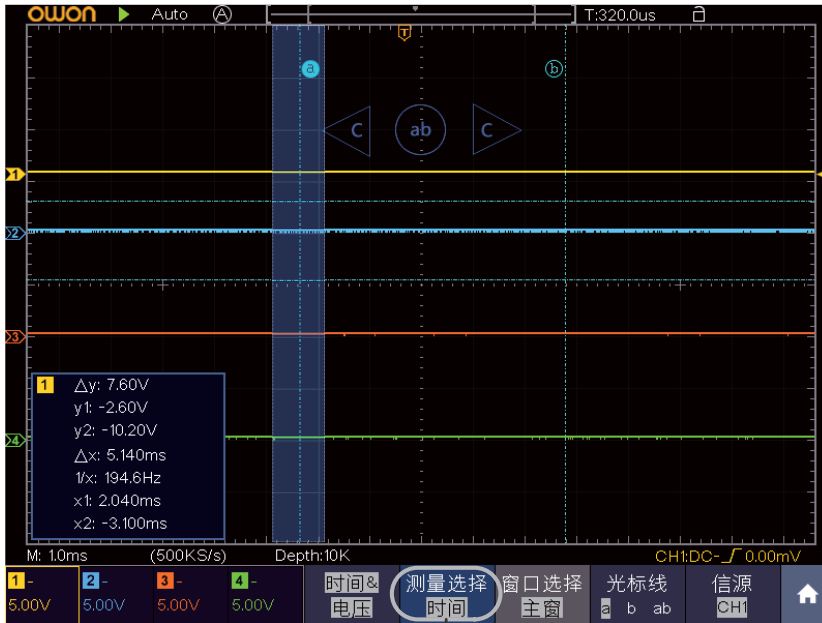 OWON Auto A T:320.0us
T
a b
C ab C
1
2
3
4
1 △y: 7.60V
y1: -2.60V
y2: -10.20V
△x: 5.140ms
1/x: 194.6Hz
x1: 2.040ms
x2: -3.100ms
M: 1.0ms (500KS/s) Depth:10K CH1:DC- 0.00mV
1 - 2 - 3 - 4 - 时间& 测量选择 窗口选择 光标线 信源
5.00V 5.00V 5.00V 5.00V 电压 时间 主窗 a b ab CH1